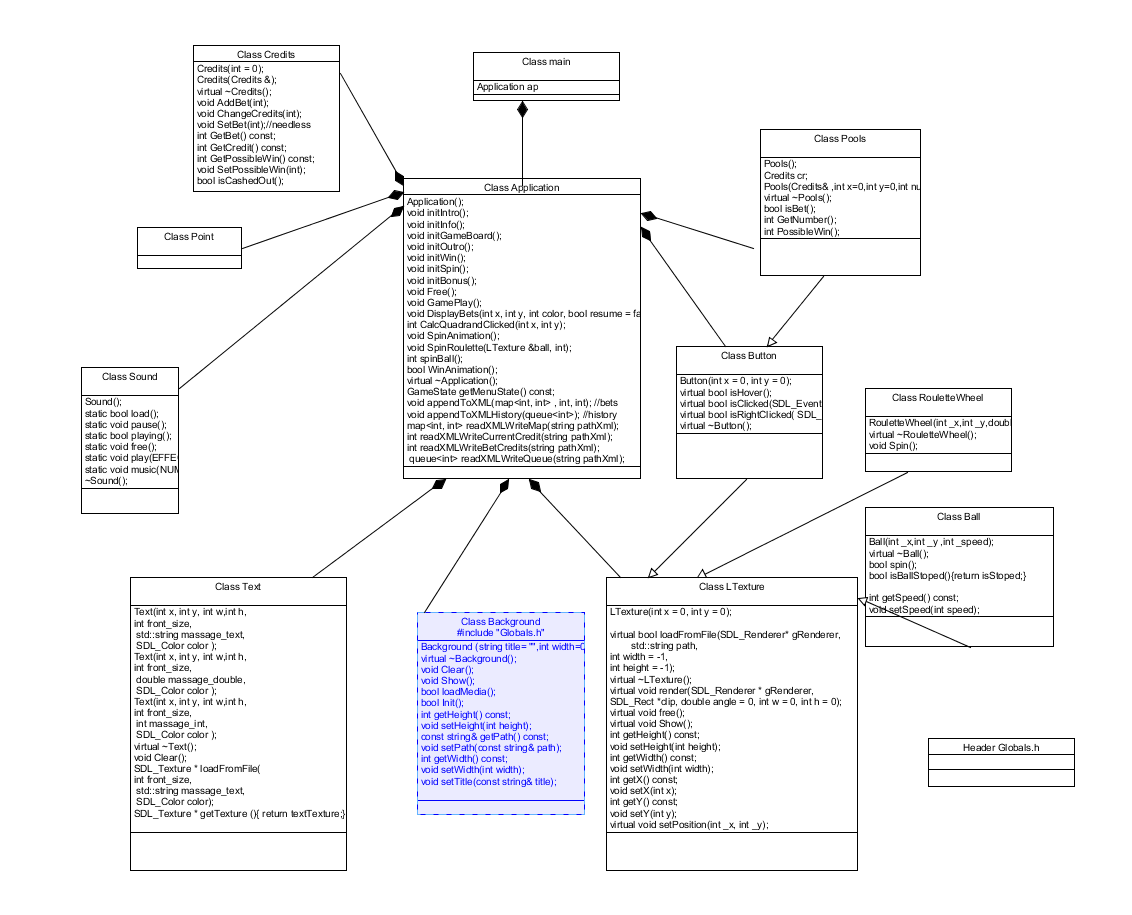 Class Credits
Credits(int = 0);
Credits(Credits &);
virtual ~Credits();
void AddBet(int);
void ChangeCredits(int);
void SetBet(int);//needless
int GetBet() const;
int GetCredit() const;
int GetPossibleWin() const;
void SetPossibleWin(int);
bool isCashedOut();
Class main
Application ap
Class Pools
Pools();
Credits cr;
Pools(Credits& ,int x=0,int y=0,int nu
virtual ~Pools();
bool isBet();
int GetNumber();
int PossibleWin();
Class Application
Application();
void initIntro();
void initInfo();
void initGameBoard();
void initOutro();
void initWin();
void initSpin();
void initBonus();
void Free();
void GamePlay();
void DisplayBets(int x, int y, int color, bool resume = fa
int CalcQuadrandClicked(int x, int y);
void SpinAnimation();
void SpinRoulette(LTexture &ball, int);
int spinBall();
bool WinAnimation();
virtual ~Application();
GameState getMenuState() const;
void appendToXML(map<int, int> , int, int); //bets
void appendToXMLHistory(queue<int>); //history
map<int, int> readXMLWriteMap(string pathXml);
int readXMLWriteCurrentCredit(string pathXml);
int readXMLWriteBetCredits(string pathXml);
queue<int> readXMLWriteQueue(string pathXml);
Class Point
Class Sound
Sound();
static bool load();
static void pause();
static bool playing();
static void free();
static void play(EFFE
static void music(NUM
~Sound();
Class Button
Button(int x = 0, int y = 0);
virtual bool isHover();
virtual bool isClicked(SDL_Event
virtual bool isRightClicked( SDL_
virtual ~Button();
Class RouletteWheel
RouletteWheel(int _x,int _y,doubl
virtual ~RouletteWheel();
void Spin();
Class Ball
Ball(int _x,int _y ,int _speed);
virtual ~Ball();
bool spin();
bool isBallStoped(){return isStoped;}
int getSpeed() const;
void setSpeed(int speed);
Class Text
Text(int x, int y, int w,int h,
int front_size,
std::string massage_text,
SDL_Color color );
Text(int x, int y, int w,int h,
int front_size,
double massage_double,
SDL_Color color );
Text(int x, int y, int w,int h,
int front_size,
int massage_int,
SDL_Color color );
virtual ~Text();
void Clear();
SDL_Texture * loadFromFile(
int front_size,
std::string massage_text,
SDL_Color color);
SDL_Texture * getTexture (){ return textTexture;}
Class Background
#include "Globals.h"
Background (string title= "",int width=0
virtual ~Background();
void Clear();
void Show();
bool loadMedia();
bool Init();
int getHeight() const;
void setHeight(int height);
const string& getPath() const;
void setPath(const string& path);
int getWidth() const;
void setWidth(int width);
void setTitle(const string& title);
Class LTexture
LTexture(int x = 0, int y = 0);
virtual bool loadFromFile(SDL_Renderer* gRenderer,
std::string path,
int width = -1,
int height = -1);
virtual ~LTexture();
virtual void render(SDL_Renderer * gRenderer,
SDL_Rect *clip, double angle = 0, int w = 0, int h = 0);
virtual void free();
virtual void Show();
int getHeight() const;
void setHeight(int height);
int getWidth() const;
void setWidth(int width);
int getX() const;
void setX(int x);
int getY() const;
void setY(int y);
virtual void setPosition(int _x, int _y);
Header Globals.h